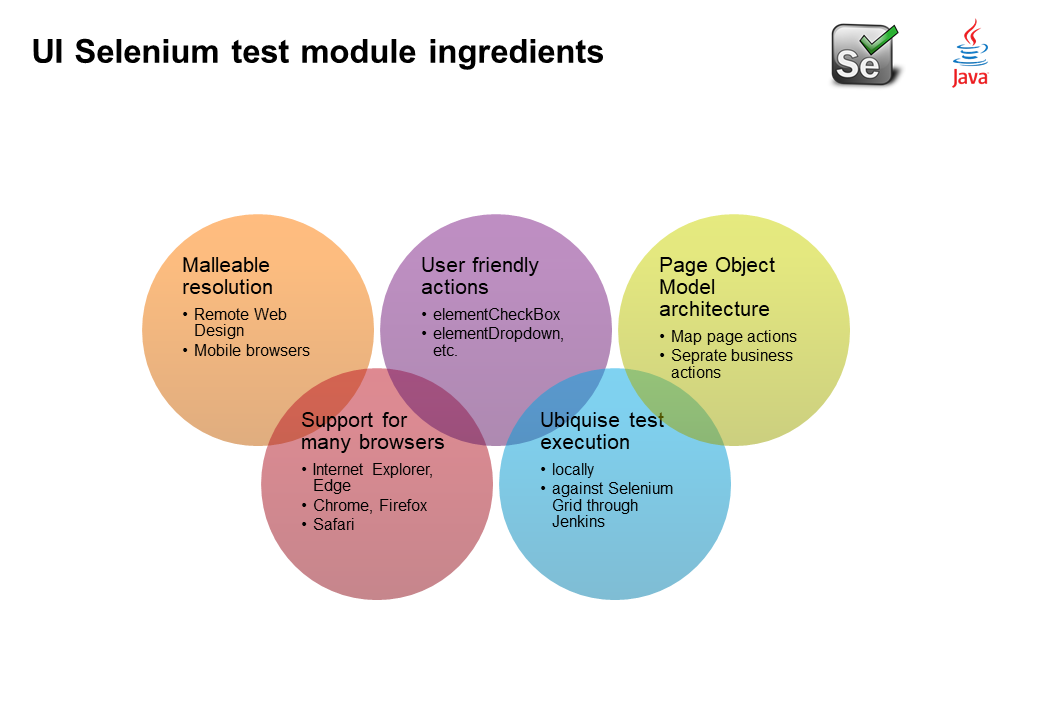 UI Selenium test module ingredients
Se
Java
Malleable
resolution
• Remote Web
Design
• Mobile browsers
User friendly
actions
• elementCheckBox
• elementDropdown,
etc.
Page Object
Model
architecture
• Map page actions
• Seprate business
actions
Support for
many browsers
• Internet Explorer,
Edge
• Chrome, Firefox
• Safari
Ubiquise test
execution
• locally
• against Selenium
Grid through
Jenkins